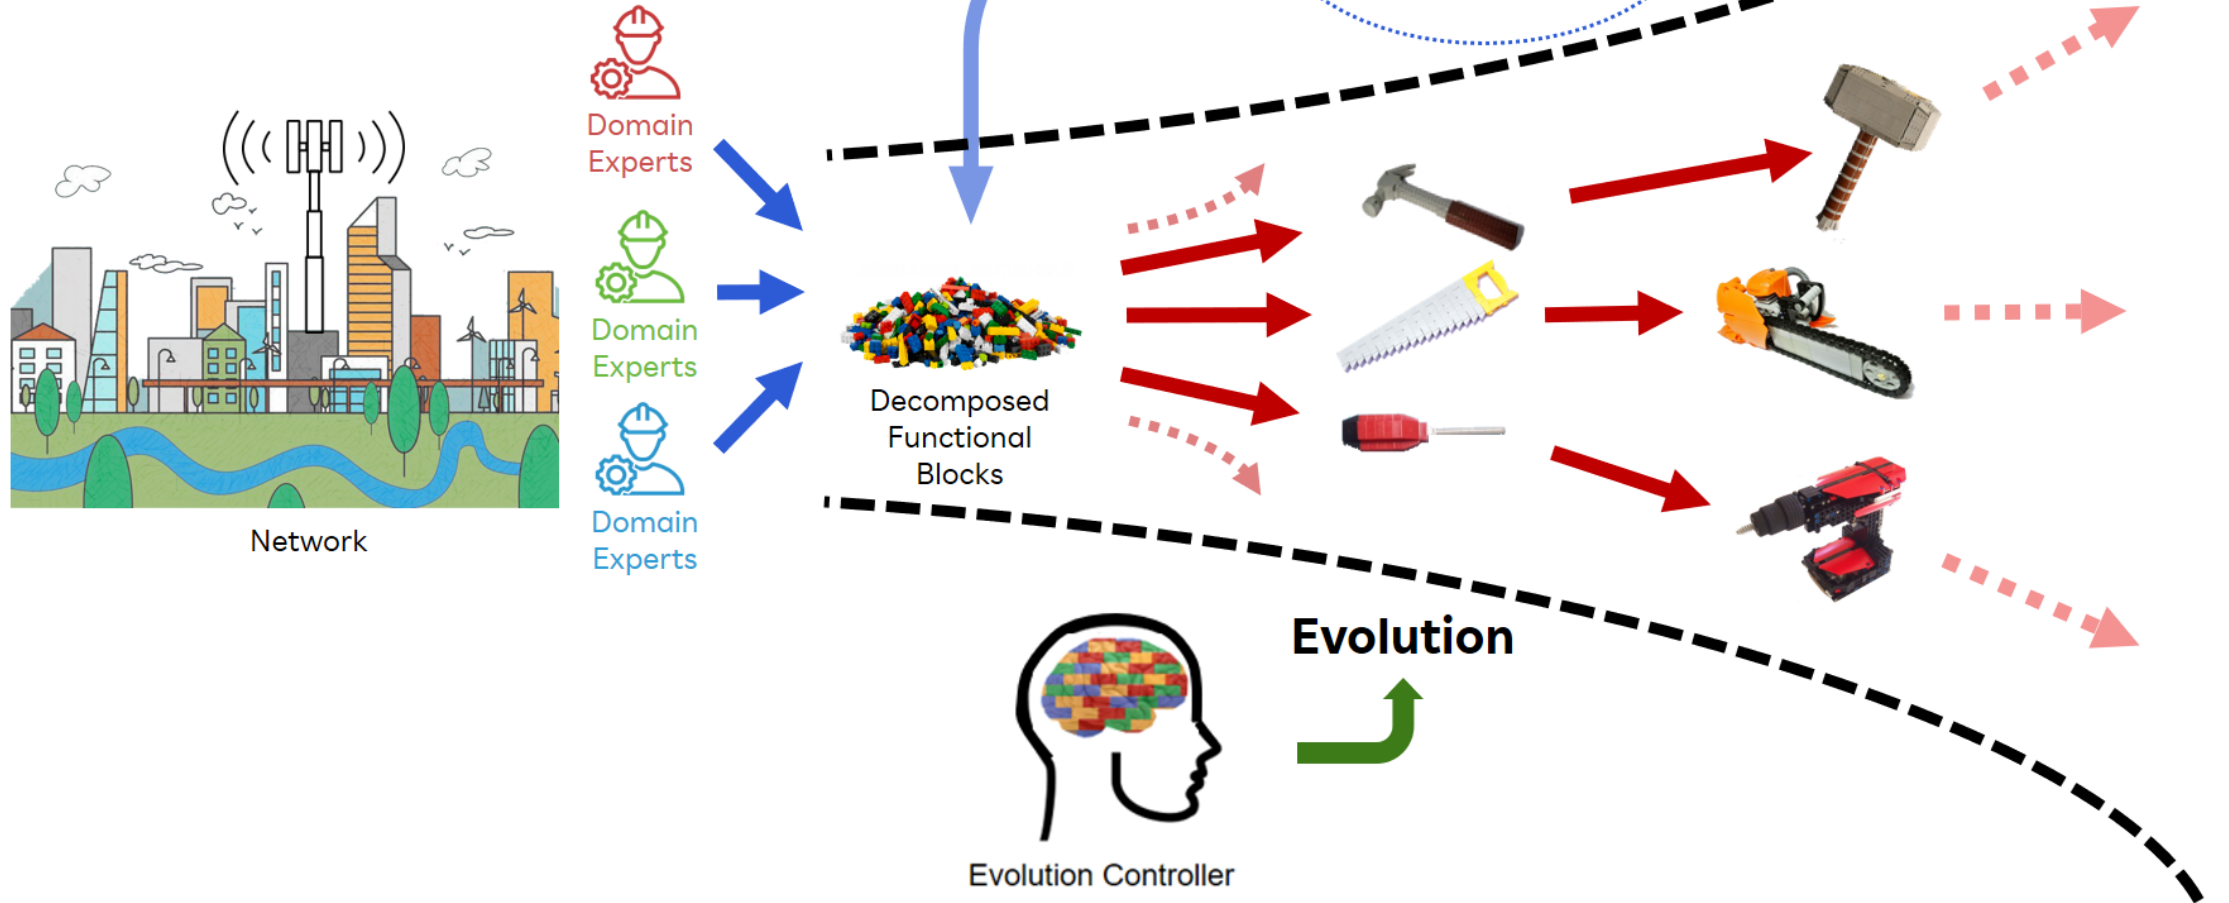 Domain
Experts
Domain
Experts
Domain
Experts
Network
Decomposed
Functional
Blocks
Evolution
Evolution Controller